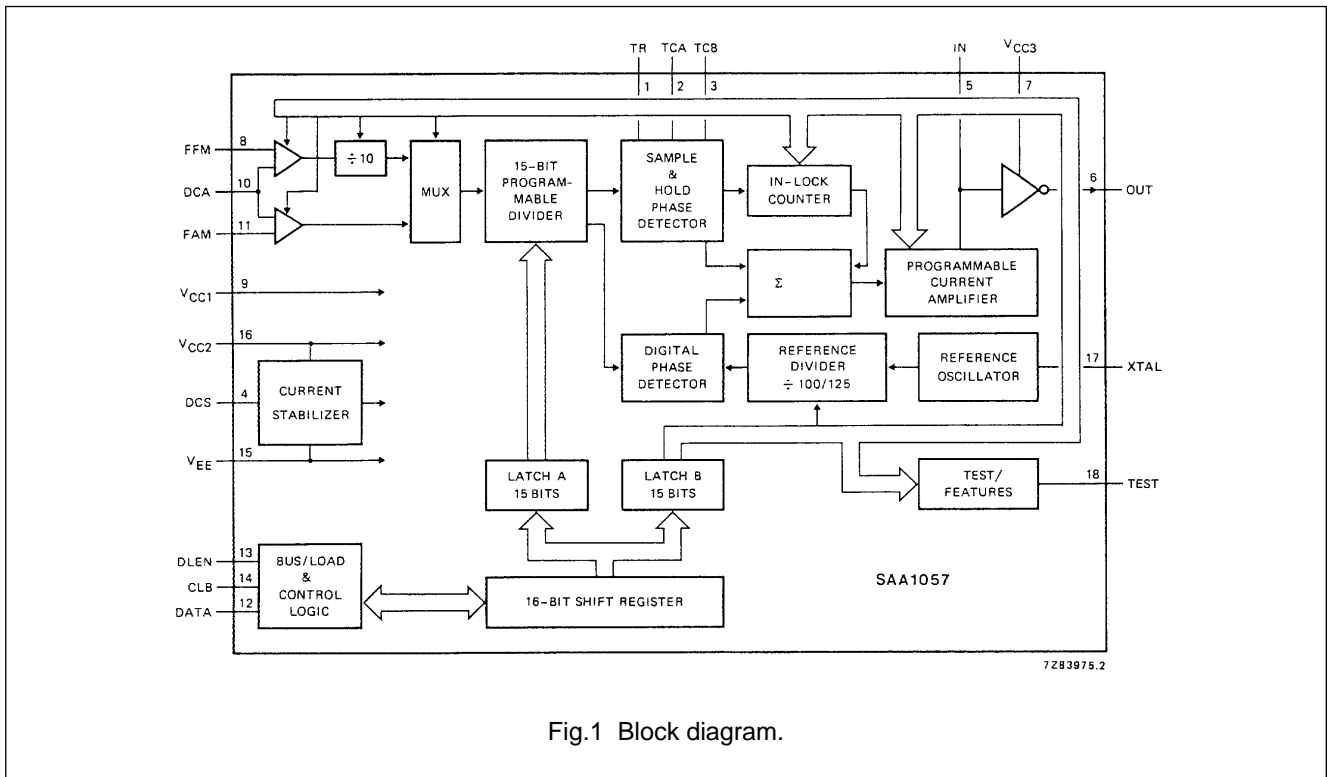 TR TCA TCB IN VCC3
1 2 3 5 7
FFM 8
DCA 10
FAM 11
÷ 10
MUX
15-BIT
PROGRAM-
MABLE
DIVIDER
SAMPLE
&
HOLD
PHASE
DETECTOR
IN-LOCK
COUNTER
6 OUT
Σ
PROGRAMMABLE
CURRENT
AMPLIFIER
VCC1 9
VCC2 16
DCS 4
CURRENT
STABILIZER
VEE 15
DIGITAL
PHASE
DETECTOR
REFERENCE
DIVIDER
÷ 100/125
REFERENCE
OSCILLATOR
17 XTAL
LATCH A
15 BITS
LATCH B
15 BITS
TEST/
FEATURES
18 TEST
DLEN 13
CLB 14
DATA 12
BUS/LOAD
&
CONTROL
LOGIC
16-BIT SHIFT REGISTER
SAA1057
7Z83975.2
Fig.1 Block diagram.